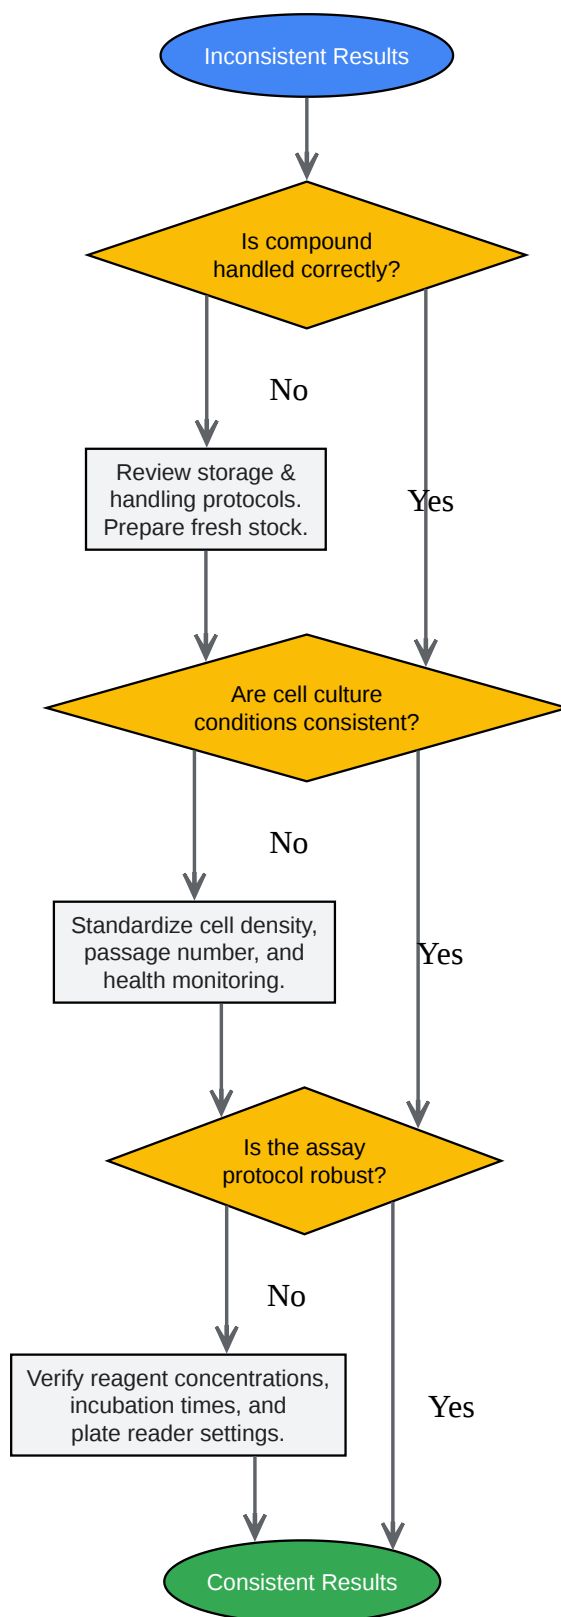 Inconsistent Results
Is compound
handled correctly?
No
Review storage &
handling protocols.
Prepare fresh stock.
Yes
Are cell culture
conditions consistent?
No
Standardize cell density,
passage number, and
health monitoring.
Yes
Is the assay
protocol robust?
No
Verify reagent concentrations,
incubation times, and
plate reader settings.
Yes
Consistent Results